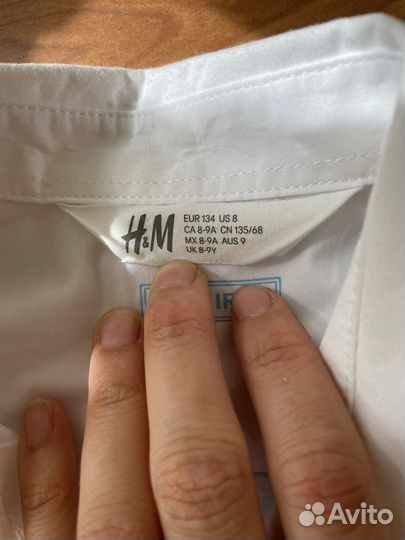 H&M
EUR 134 US 8
CA 8-9A CN 135/68
MX 8-9A AUS 9
UK 8-9Y
Avito